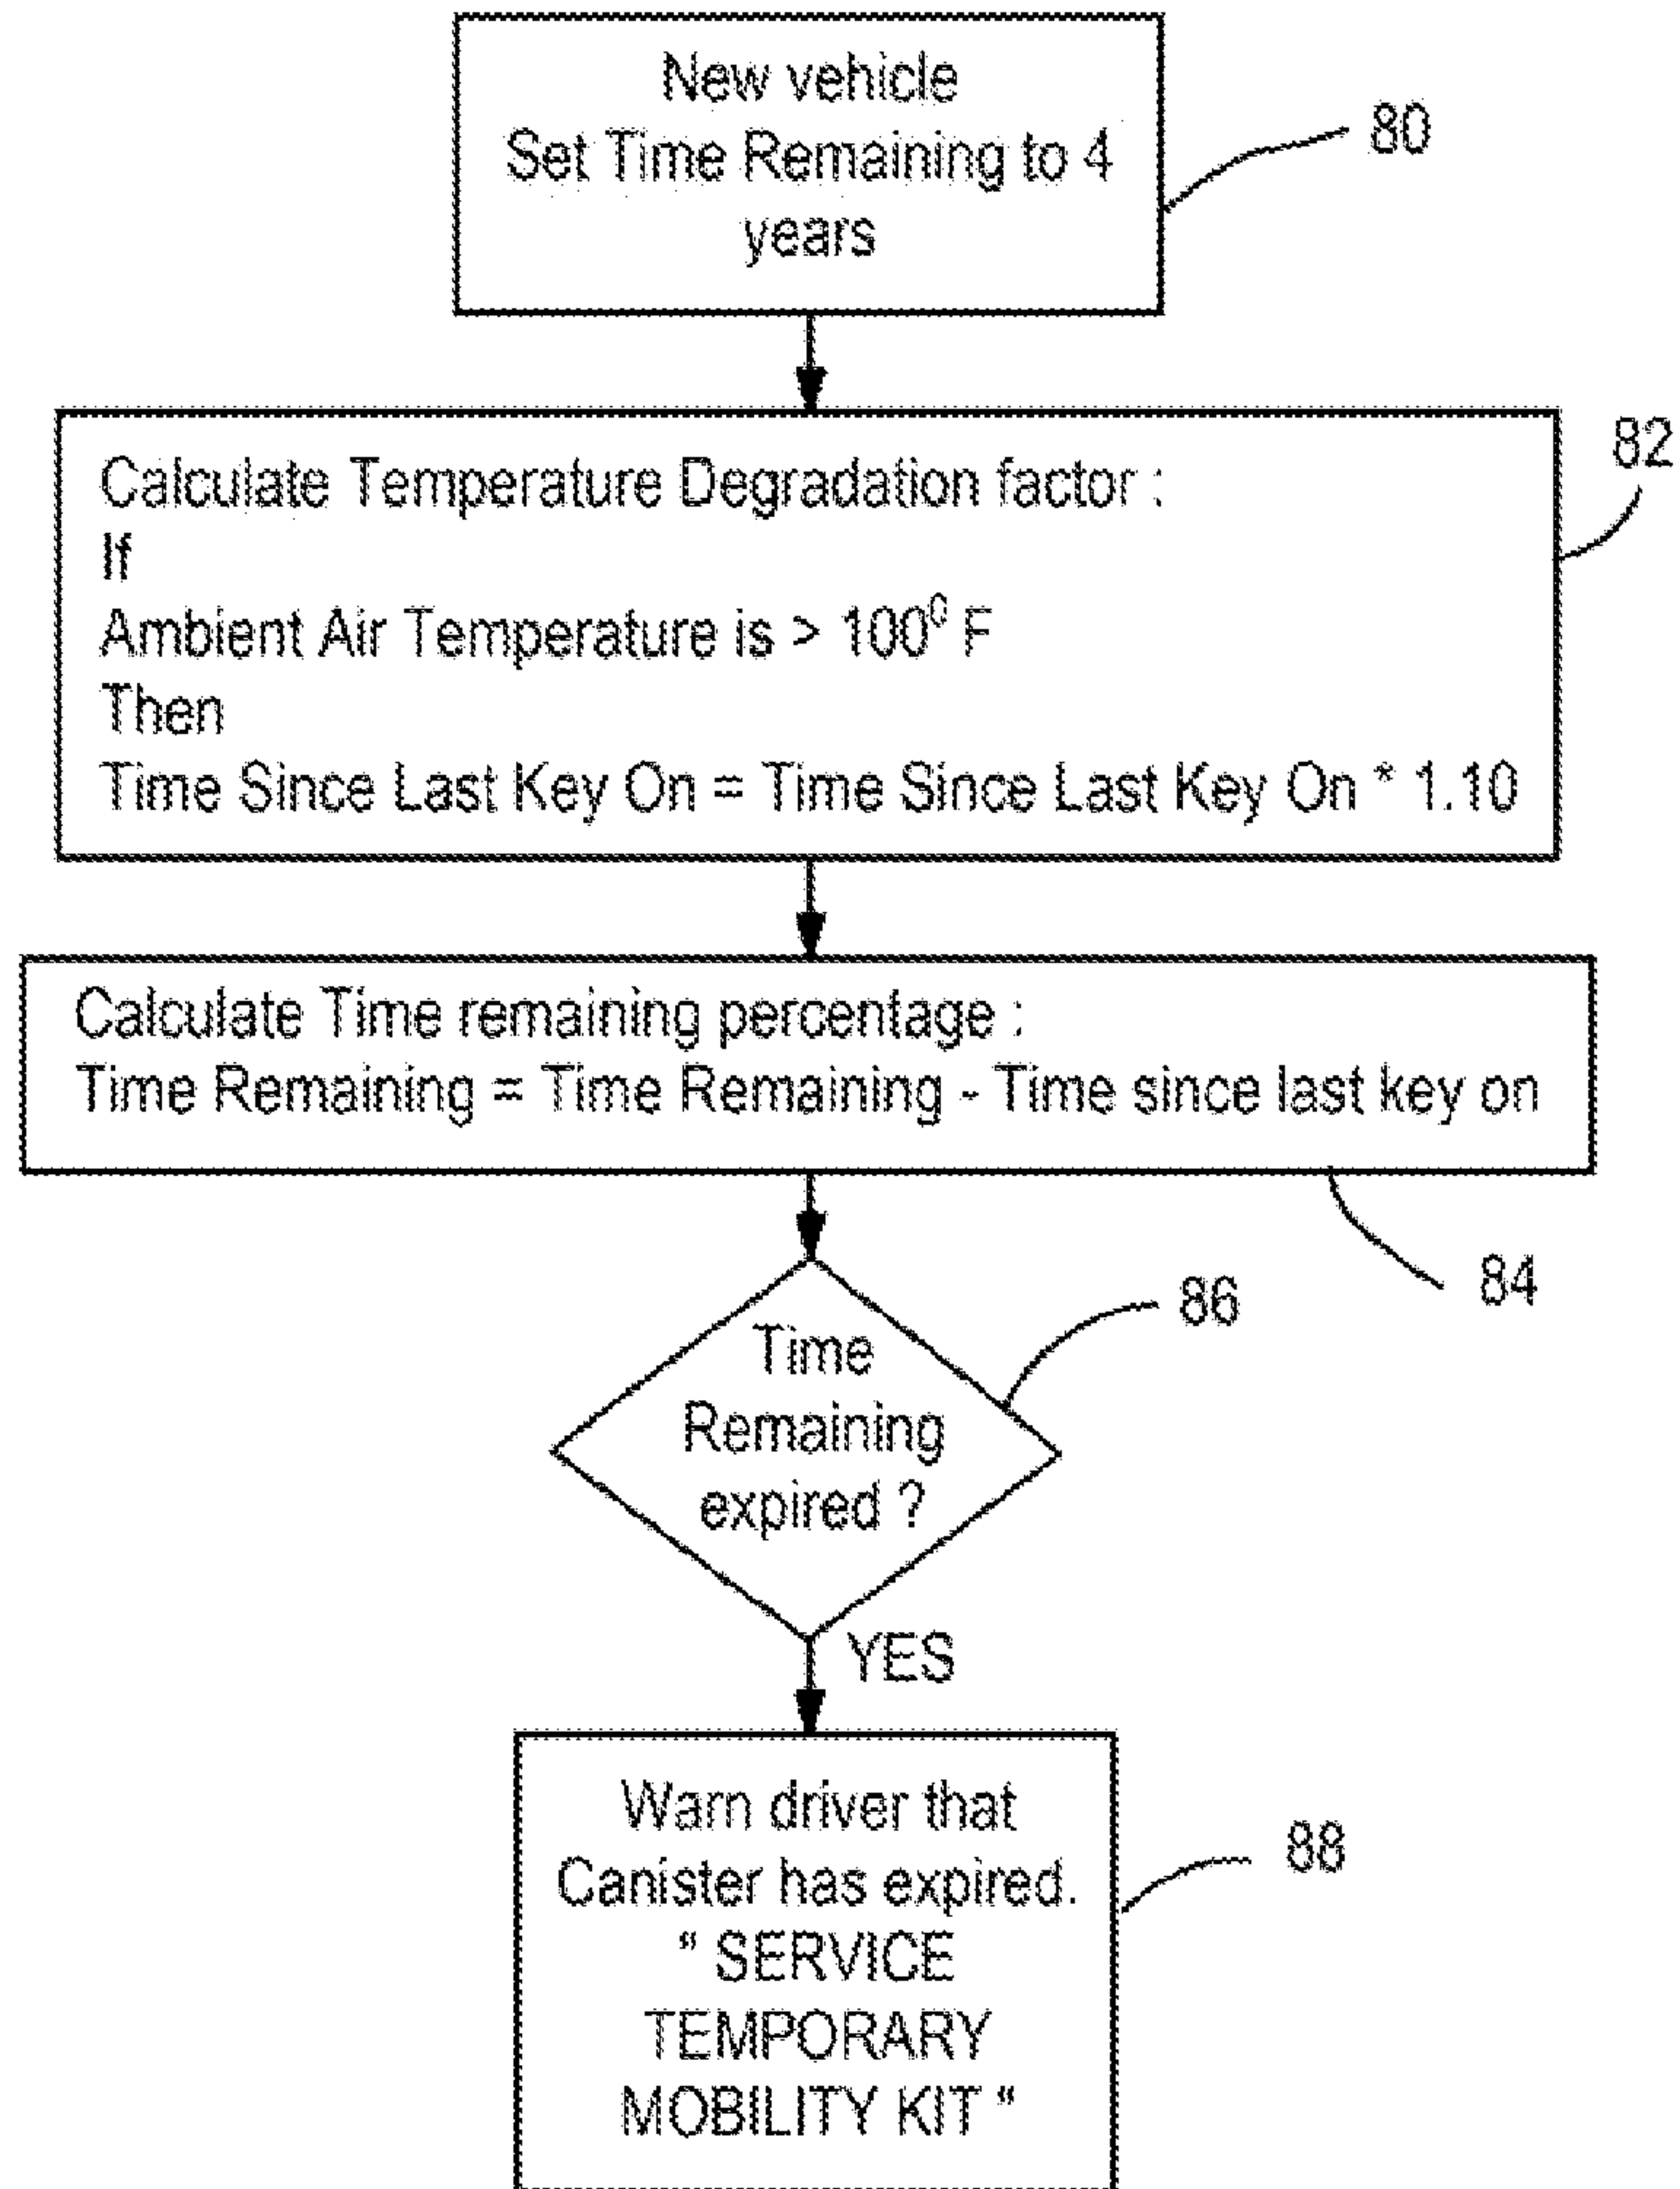 New vehicle
Set Time Remaining to 4
years
80
82
Calculate Temperature Degradation factor :
If
Ambient Air Temperature is > 100⁰ F
Then
Time Since Last Key On = Time Since Last Key On * 1.10
Calculate Time remaining percentage :
Time Remaining = Time Remaining - Time since last key on
84
86
Time
Remaining
expired ?
YES
Warn driver that
Canister has expired.
" SERVICE
TEMPORARY
MOBILITY KIT "
88